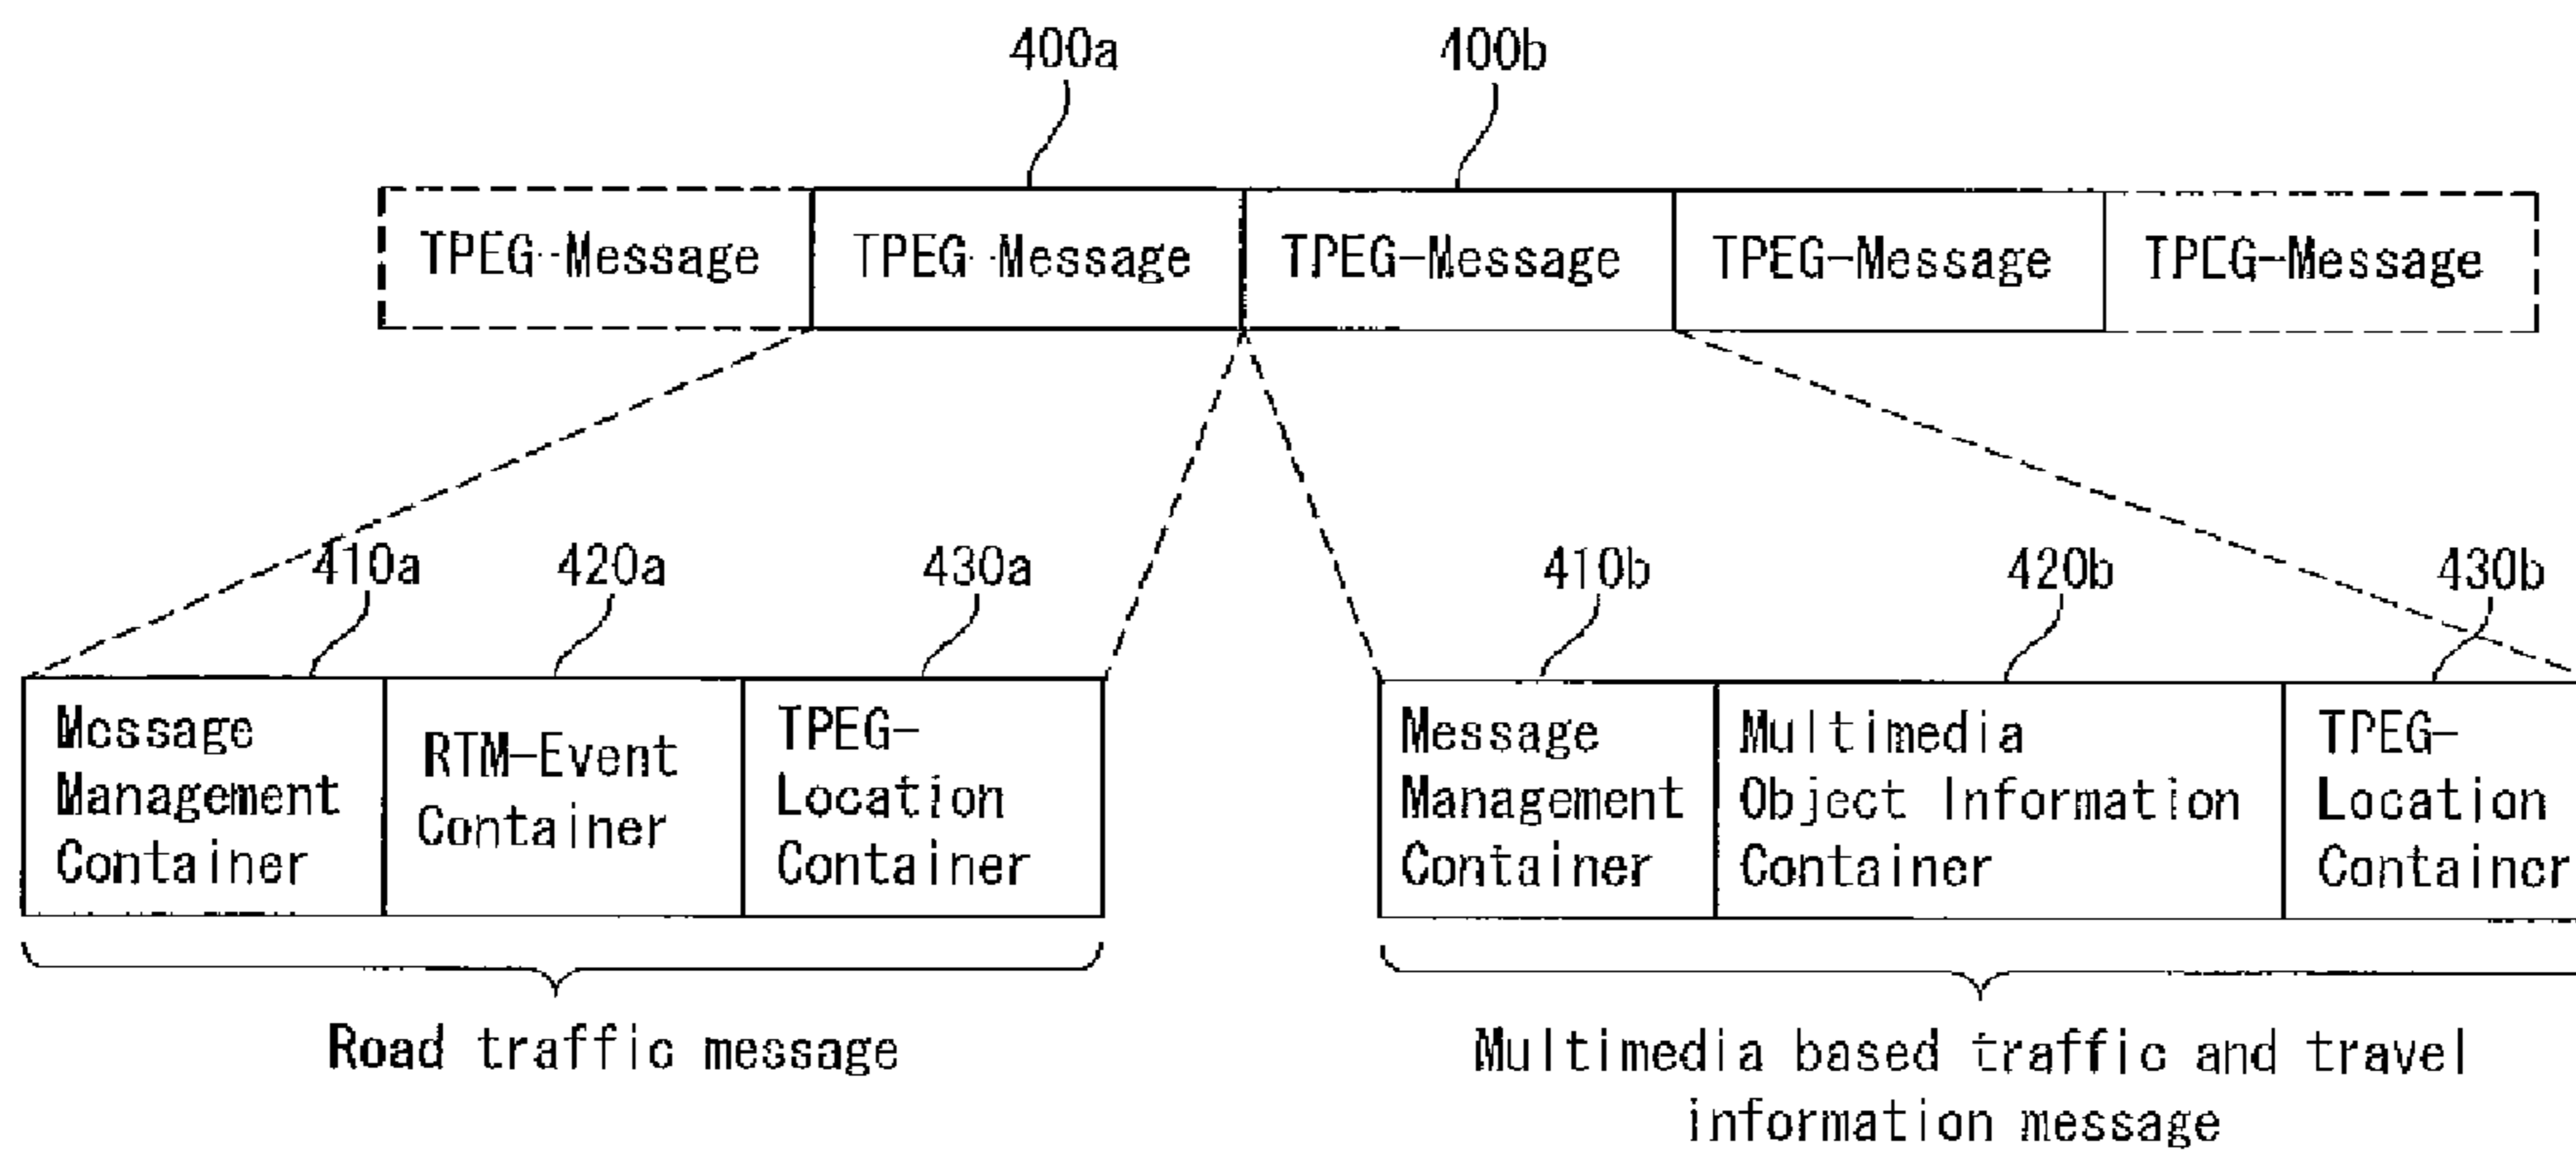 400a 400b
TPEG-Message TPEG-Message TPEG-Message TPEG-Message TPEG-Message
410a 420a 430a 410b 420b 430b
Message
Management
Container
RTM-Event
Container
TPEG-
Location
Container
Message
Management
Container
Multimedia
Object Information
Container
TPEG-
Location
Container
Road traffic message
Multimedia based traffic and travel
information message